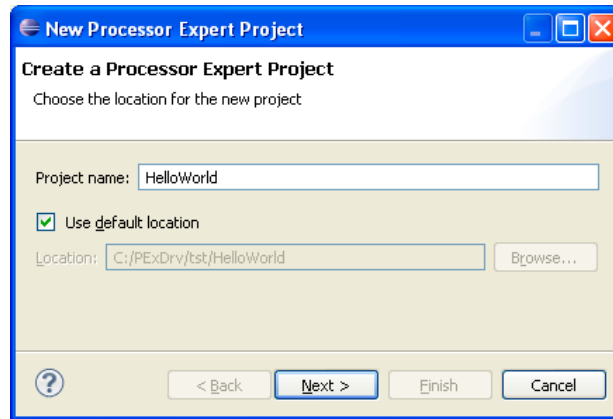 New Processor Expert Project
Create a Processor Expert Project
Choose the location for the new project
Project name: HelloWorld
Use default location
Location: C:/PExDrv/tst/HelloWorld Browse...
? < Back Next > Finish Cancel